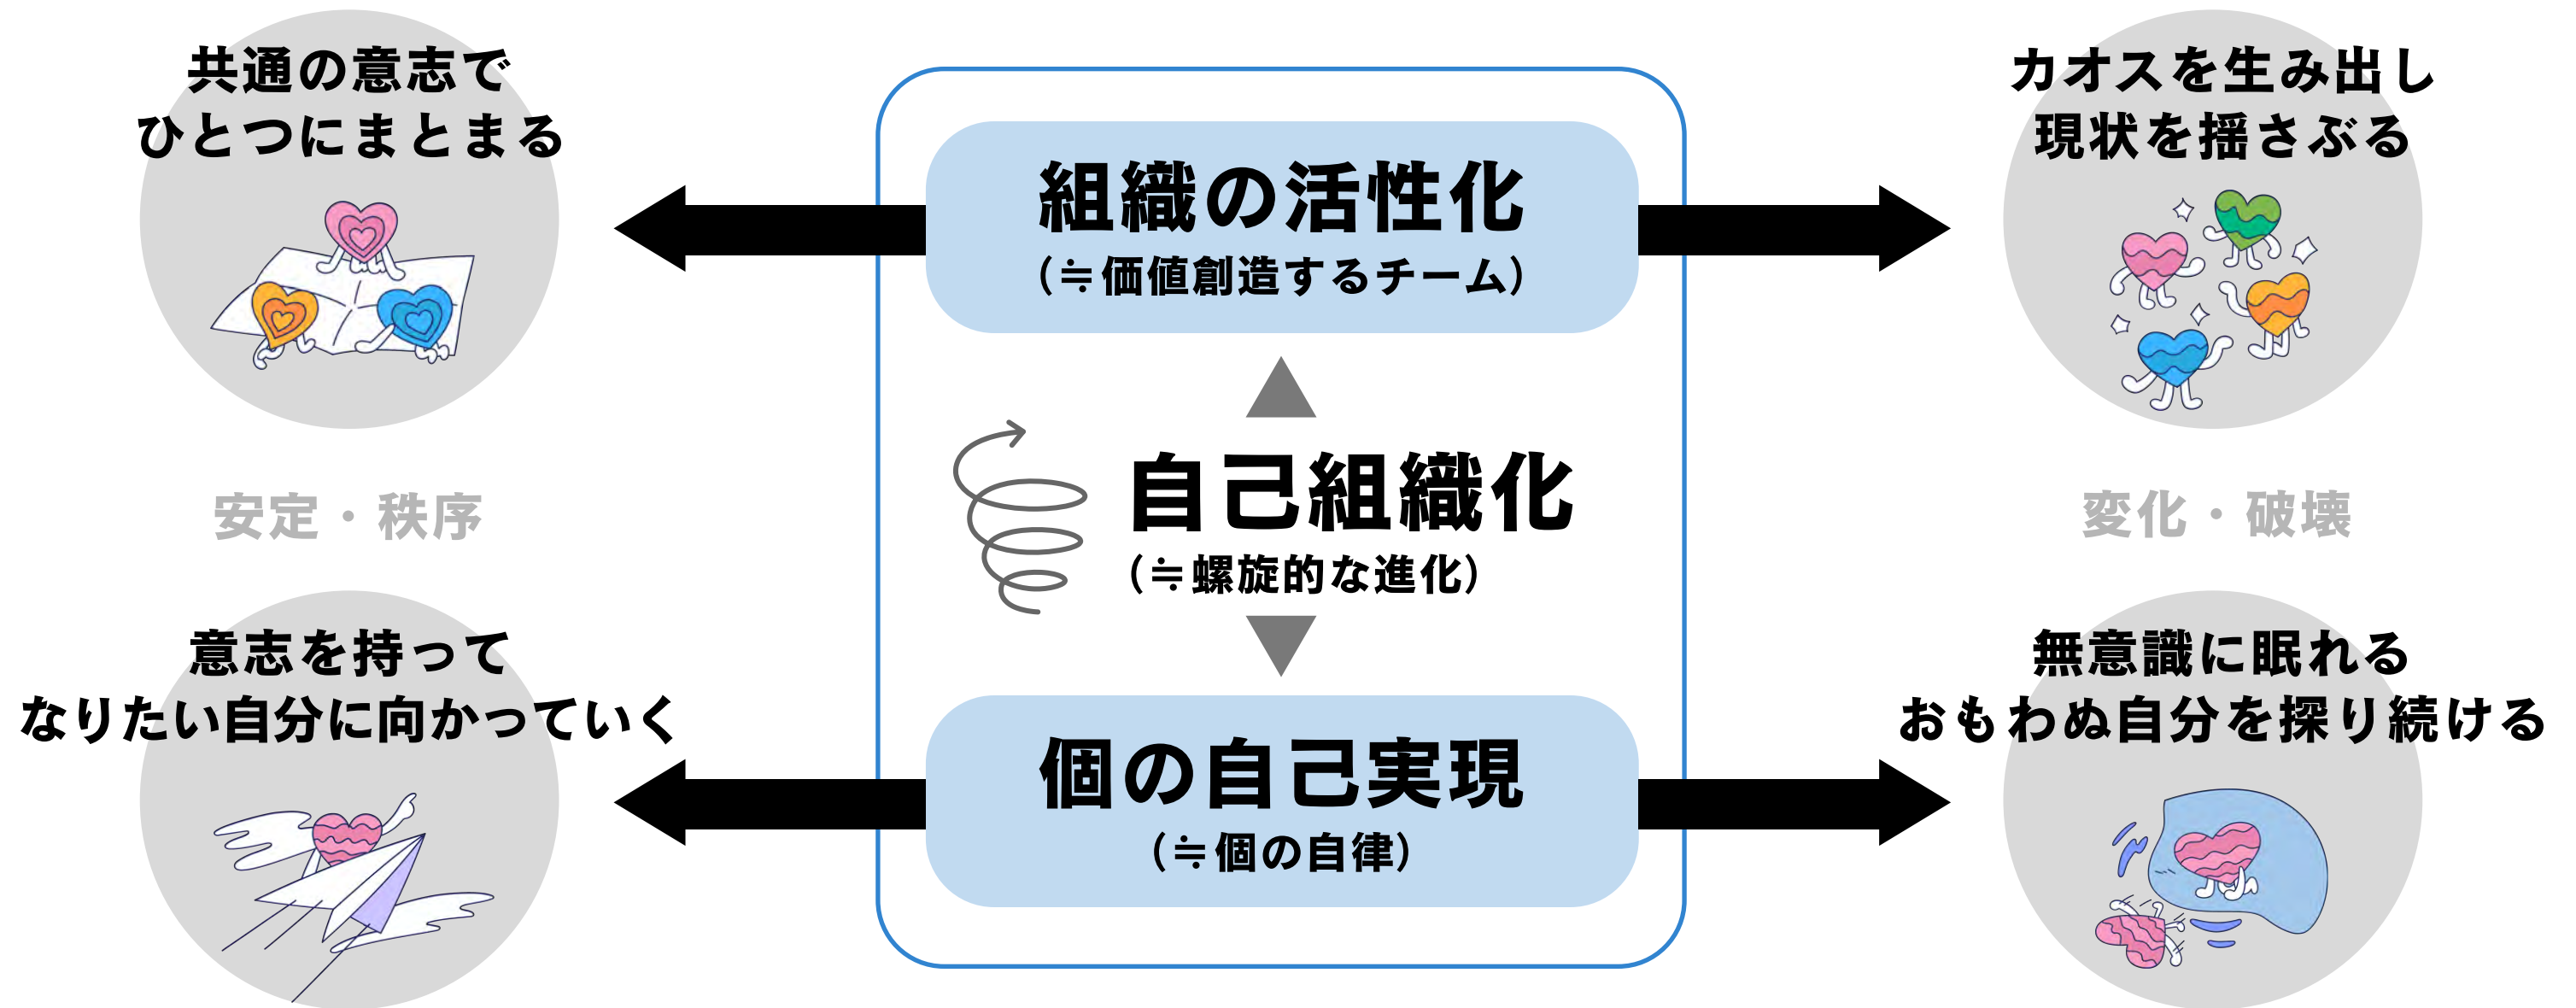 共通の意志で
ひとつにまとまる
安定・秩序
意志を持って
なりたい自分に向かっていく
組織の活性化
（≒価値創造するチーム）
自己組織化
（≒螺旋的な進化）
個の自己実現
（≒個の自律）
カオスを生み出し
現状を揺さぶる
変化・破壊
無意識に眠れる
おもわぬ自分を探り続ける